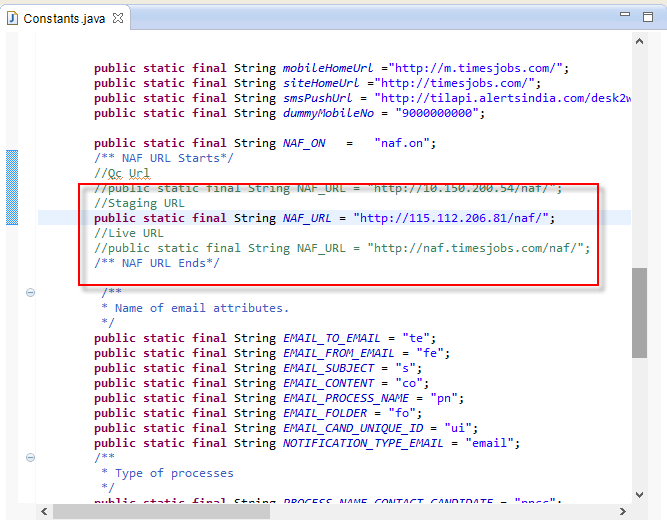 Constants.java
public static final String mobileHomeUrl ="http://m.timesjobs.com/";
public static final String siteHomeUrl ="http://timesjobs.com/";
public static final String smsPushUrl = "http://tilapi.alertsindia.com/desk2w
public static final String dummyMobileNo = "9000000000";
public static final String NAF_ON   =   "naf.on";
/** NAF URL Starts*/
//Qc Url
//public static final String NAF_URL = "http://10.150.200.54/naf/";
//Staging URL
public static final String NAF_URL = "http://115.112.206.81/naf/";
//Live URL
//public static final String NAF_URL = "http://naf.timesjobs.com/naf/";
/** NAF URL Ends*/
/**
* Name of email attributes.
*/
public static final String EMAIL_TO_EMAIL = "te";
public static final String EMAIL_FROM_EMAIL = "fe";
public static final String EMAIL_SUBJECT = "s";
public static final String EMAIL_CONTENT = "co";
public static final String EMAIL_PROCESS_NAME = "pn";
public static final String EMAIL_FOLDER = "fo";
public static final String EMAIL_CAND_UNIQUE_ID = "ui";
public static final String NOTIFICATION_TYPE_EMAIL = "email";
/**
* Type of processes
*/
public static final String PROCESS_NAME_CONTACT_CANDIDATE =